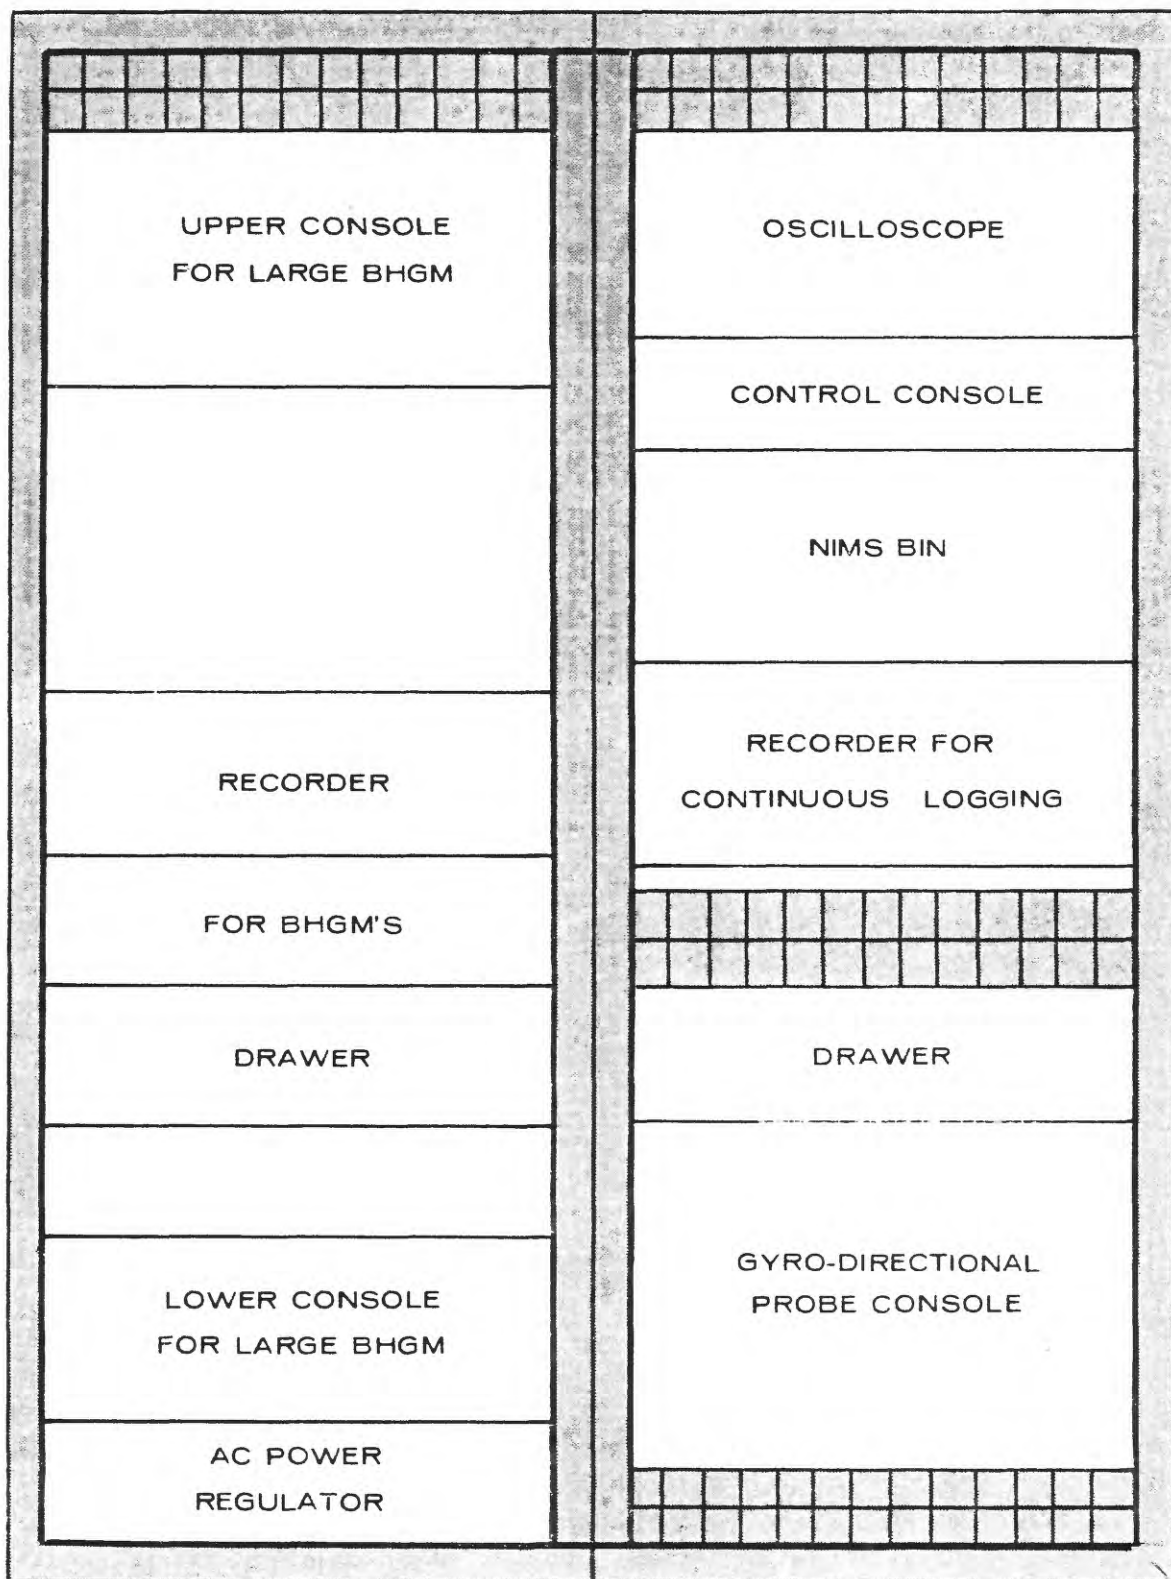 UPPER CONSOLE
FOR LARGE BHGM
RECORDER
FOR BHGM'S
DRAWER
LOWER CONSOLE
FOR LARGE BHGM
AC POWER
REGULATOR
OSCILLOSCOPE
CONTROL CONSOLE
NIMS BIN
RECORDER FOR
CONTINUOUS LOGGING
DRAWER
GYRO-DIRECTIONAL
PROBE CONSOLE